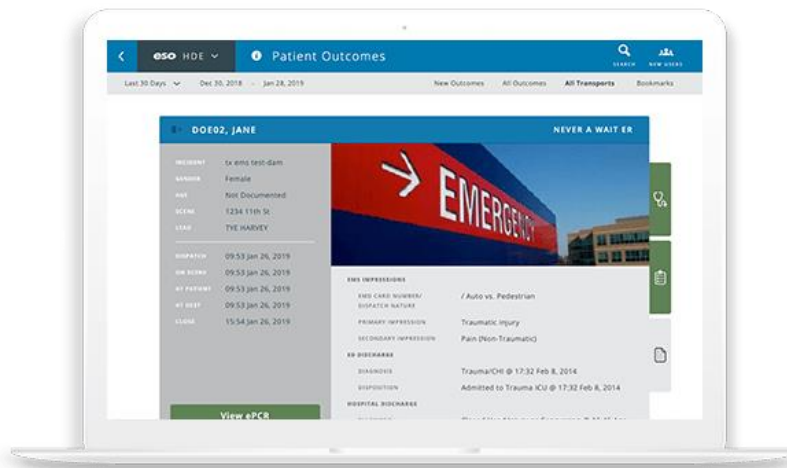 eso HDE Patient Outcomes
SEARCH NEW USERS
Last 30 Days Dec 30, 2018 - Jan 28, 2019 New Outcomes All Outcomes All Transports Bookmarks
DOE02, JANE NEVER A WAIT ER
INCIDENT tx ems test-dam
GENDER Female
AGE Not Documented
SCENE 1234 11th St
LEAD TYE HARVEY
DISPATCH 09:53 Jan 26, 2019
ON SCENE 09:53 Jan 26, 2019
AT PATIENT 09:53 Jan 26, 2019
AT DEST 09:53 Jan 26, 2019
CLOSE 15:54 Jan 26, 2019
View ePCR
EMERGENCY
EMS IMPRESSIONS
EMD CARD NUMBER/ / Auto vs. Pedestrian
DISPATCH NATURE
PRIMARY IMPRESSION Traumatic injury
SECONDARY IMPRESSION Pain (Non-Traumatic)
ED DISCHARGE
DIAGNOSIS Trauma/CHI @ 17:32 Feb 8, 2014
DISPOSITION Admitted to Trauma ICU @ 17:32 Feb 8, 2014
HOSPITAL DISCHARGE